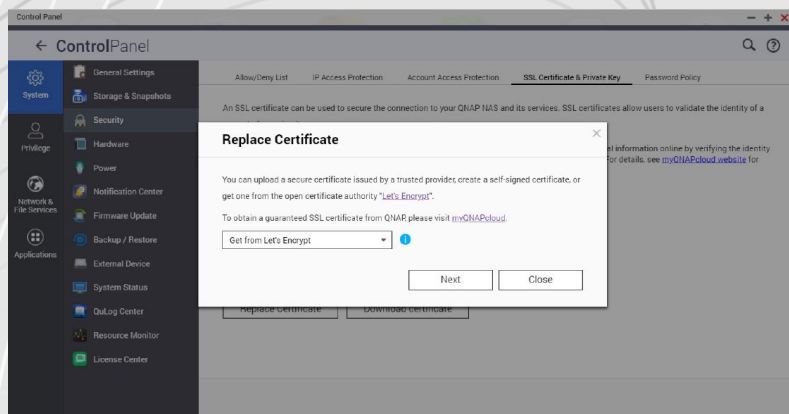 Control Panel
ControlPanel
System
Privilege
Network &
File Services
Applications
General Settings
Storage & Snapshots
Security
Hardware
Power
Notification Center
Firmware Update
Backup / Restore
External Device
System Status
QuLog Center
Resource Monitor
License Center
Allow/Deny List IP Access Protection Account Access Protection SSL Certificate & Private Key Password Policy
An SSL certificate can be used to secure the connection to your QNAP NAS and its services. SSL certificates allow users to validate the identity of a
el information online by verifying the identity
For details, see myQNAPcloud website for
Replace Certificate
You can upload a secure certificate issued by a trusted provider, create a self-signed certificate, or
get one from the open certificate authority "Let's Encrypt".
To obtain a guaranteed SSL certificate from QNAP, please visit myQNAPcloud.
Get from Let's Encrypt
Next Close
Replace Certificate Download certificate